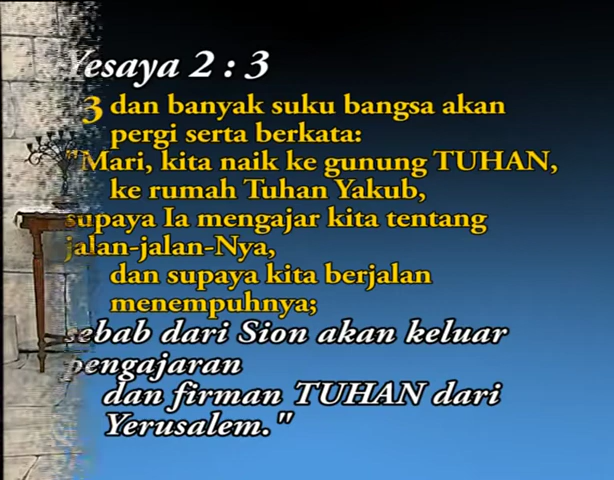 Yesaya 2 : 3
3 dan banyak suku bangsa akan
pergi serta berkata:
"Mari, kita naik ke gunung TUHAN,
ke rumah Tuhan Yakub,
supaya Ia mengajar kita tentang
jalan-jalan-Nya,
dan supaya kita berjalan
menempuhnya;
sebab dari Sion akan keluar
pengajaran
dan firman TUHAN dari
Yerusalem."